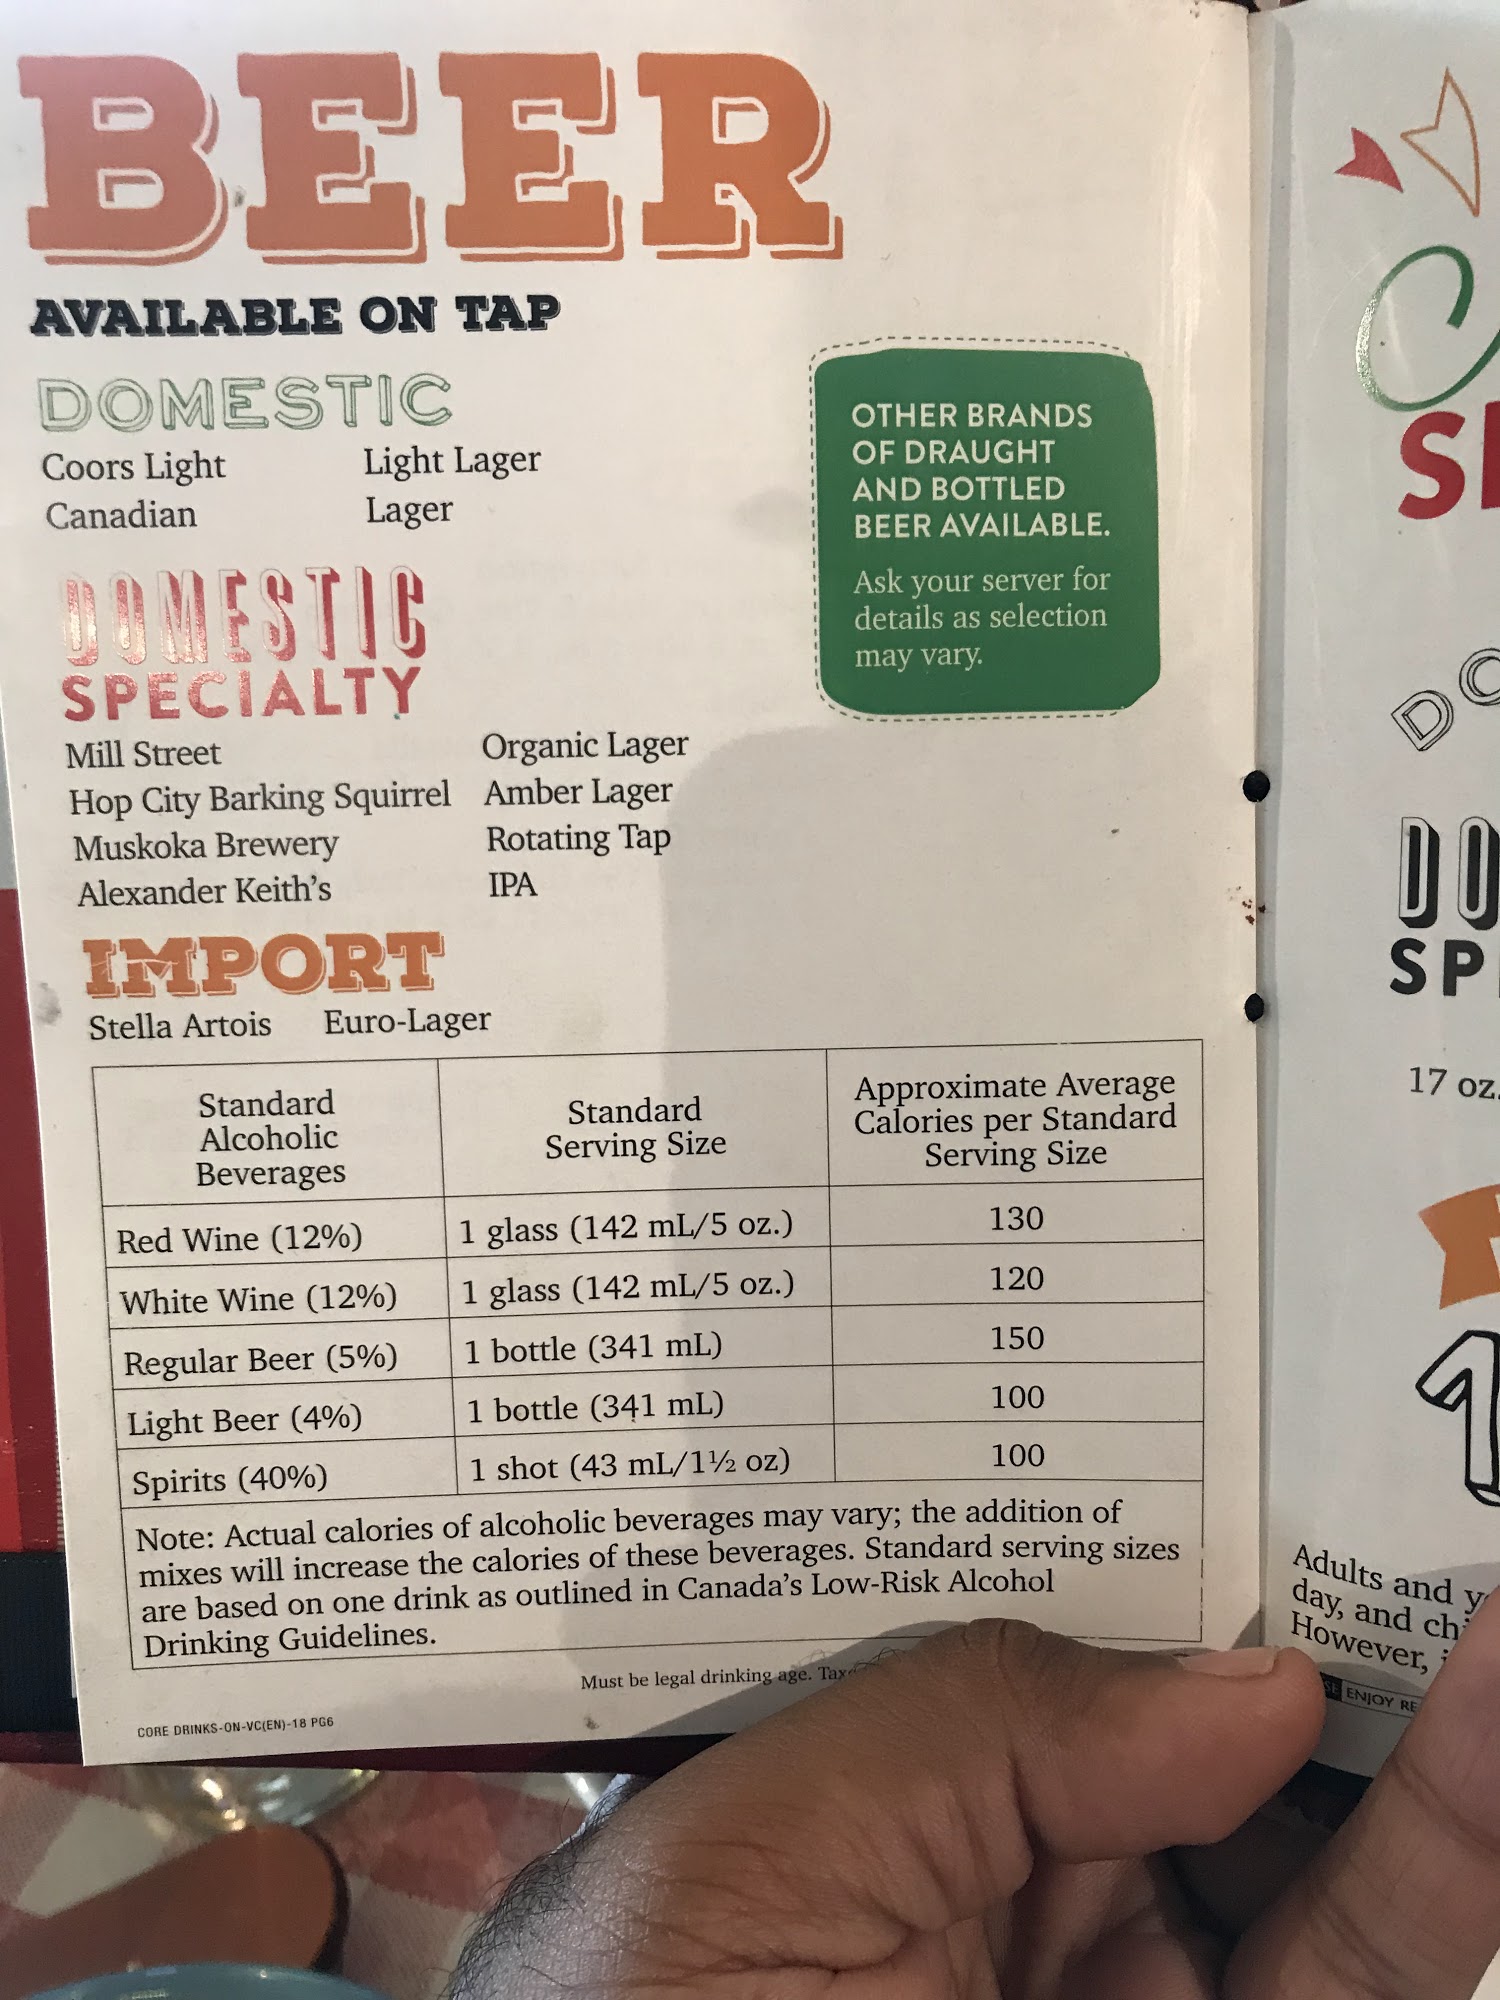 BEER
AVAILABLE ON TAP
DOMESTIC
Coors Light Light Lager
Canadian Lager
DOMESTIC
SPECIALTY
Mill Street Organic Lager
Hop City Barking Squirrel Amber Lager
Muskoka Brewery Rotating Tap
Alexander Keith's IPA
IMPORT
Stella Artois Euro-Lager
OTHER BRANDS
OF DRAUGHT
AND BOTTLED
BEER AVAILABLE.
Ask your server for
details as selection
may vary.
Standard
Alcoholic
Beverages
Standard
Serving Size
Approximate Average
Calories per Standard
Serving Size
Red Wine (12%) 1 glass (142 mL/5 oz.) 130
White Wine (12%) 1 glass (142 mL/5 oz.) 120
Regular Beer (5%) 1 bottle (341 mL) 150
Light Beer (4%) 1 bottle (341 mL) 100
Spirits (40%) 1 shot (43 mL/1½ oz) 100
Note: Actual calories of alcoholic beverages may vary; the addition of
mixes will increase the calories of these beverages. Standard serving sizes
are based on one drink as outlined in Canada's Low-Risk Alcohol
Drinking Guidelines.
Must be legal drinking age.
CORE DRINKS-ON-VC(EN)-18 PG6
17 oz.
Adults and
day, and
However,
ENJOY